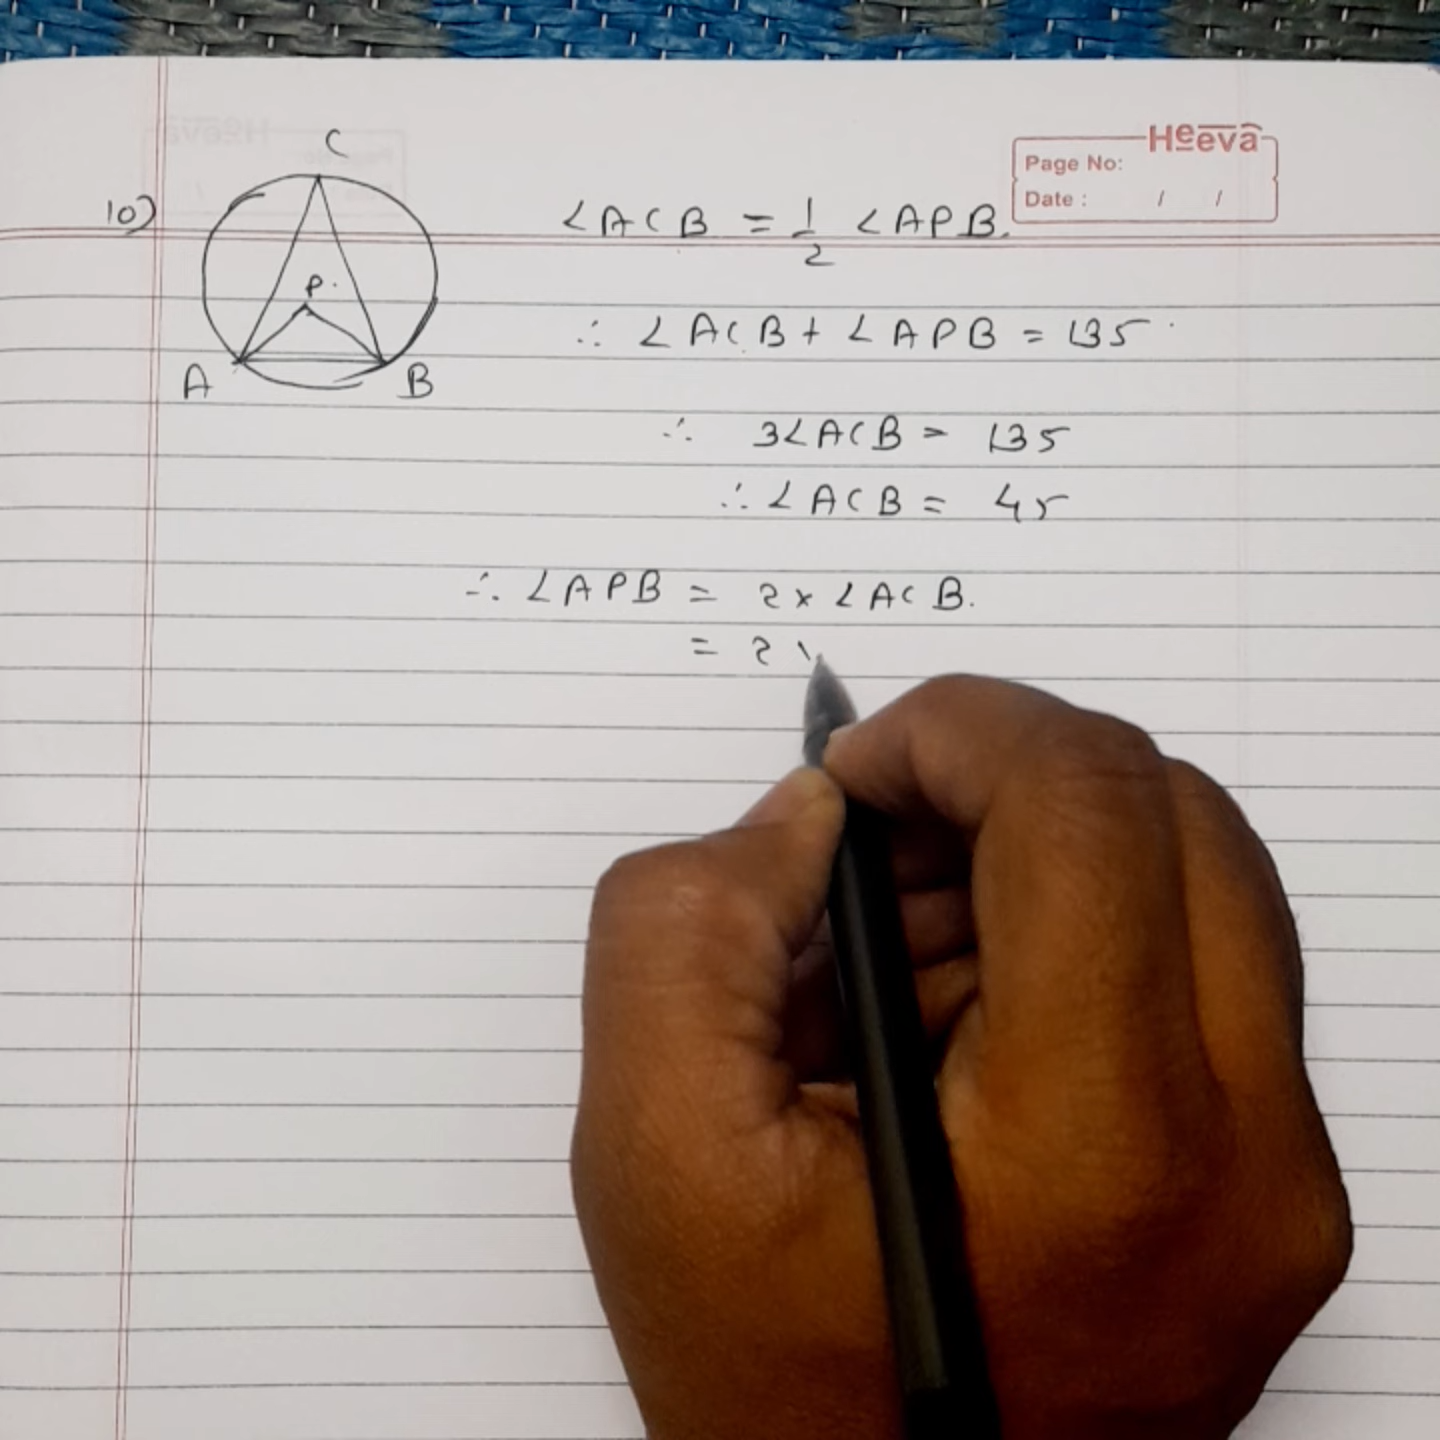 Heeva
Page No:
Date : / /
10)
C
P.
A B
∠ACB = 1/2 ∠APB.
∴ ∠ACB + ∠APB = 135
∴ 3∠ACB = 135
∴ ∠ACB = 45
∴ ∠APB = 2 × ∠ACB.
= 2